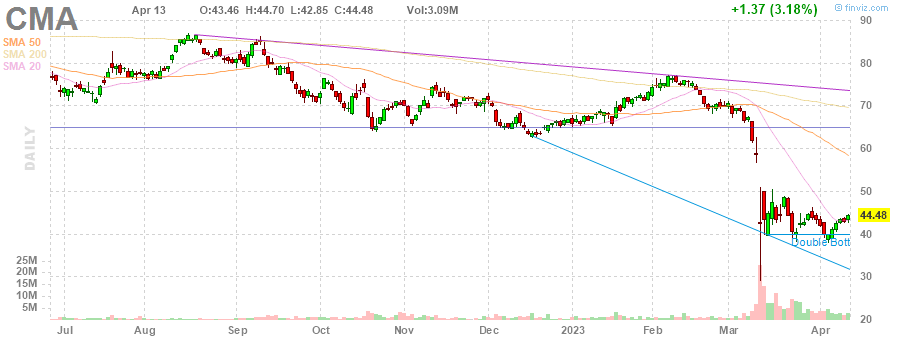 CMA Apr 13 O:43.46 H:44.70 L:42.85 C:44.48 Vol:3.09M +1.37 (3.18%) @ finviz.com
SMA 50
SMA 200
SMA 20
DAILY
90
80
70
60
50
44.48
40
30
20
Double Bott
25M
20M
15M
10M
5M
Jul Aug Sep Oct Nov Dec 2023 Feb Mar Apr